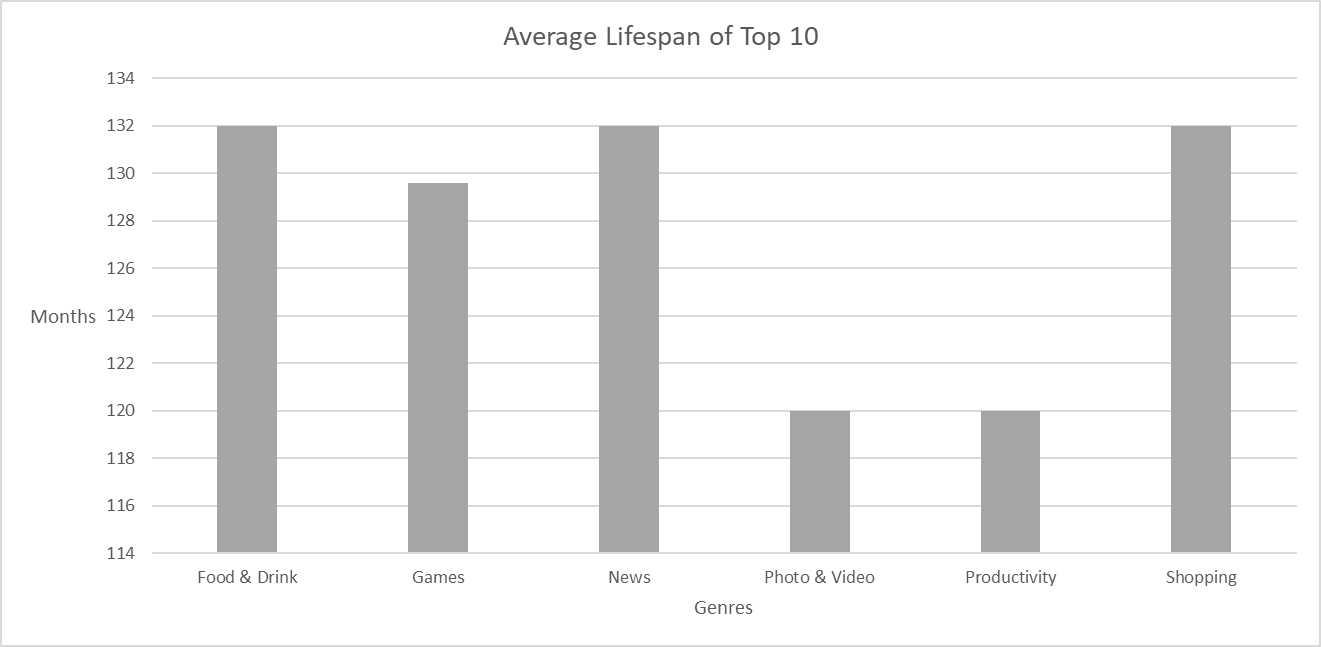 Average Lifespan of Top 10
134
132
130
128
126
Months 124
122
120
118
116
114
Food & Drink Games News Photo & Video Productivity Shopping
Genres